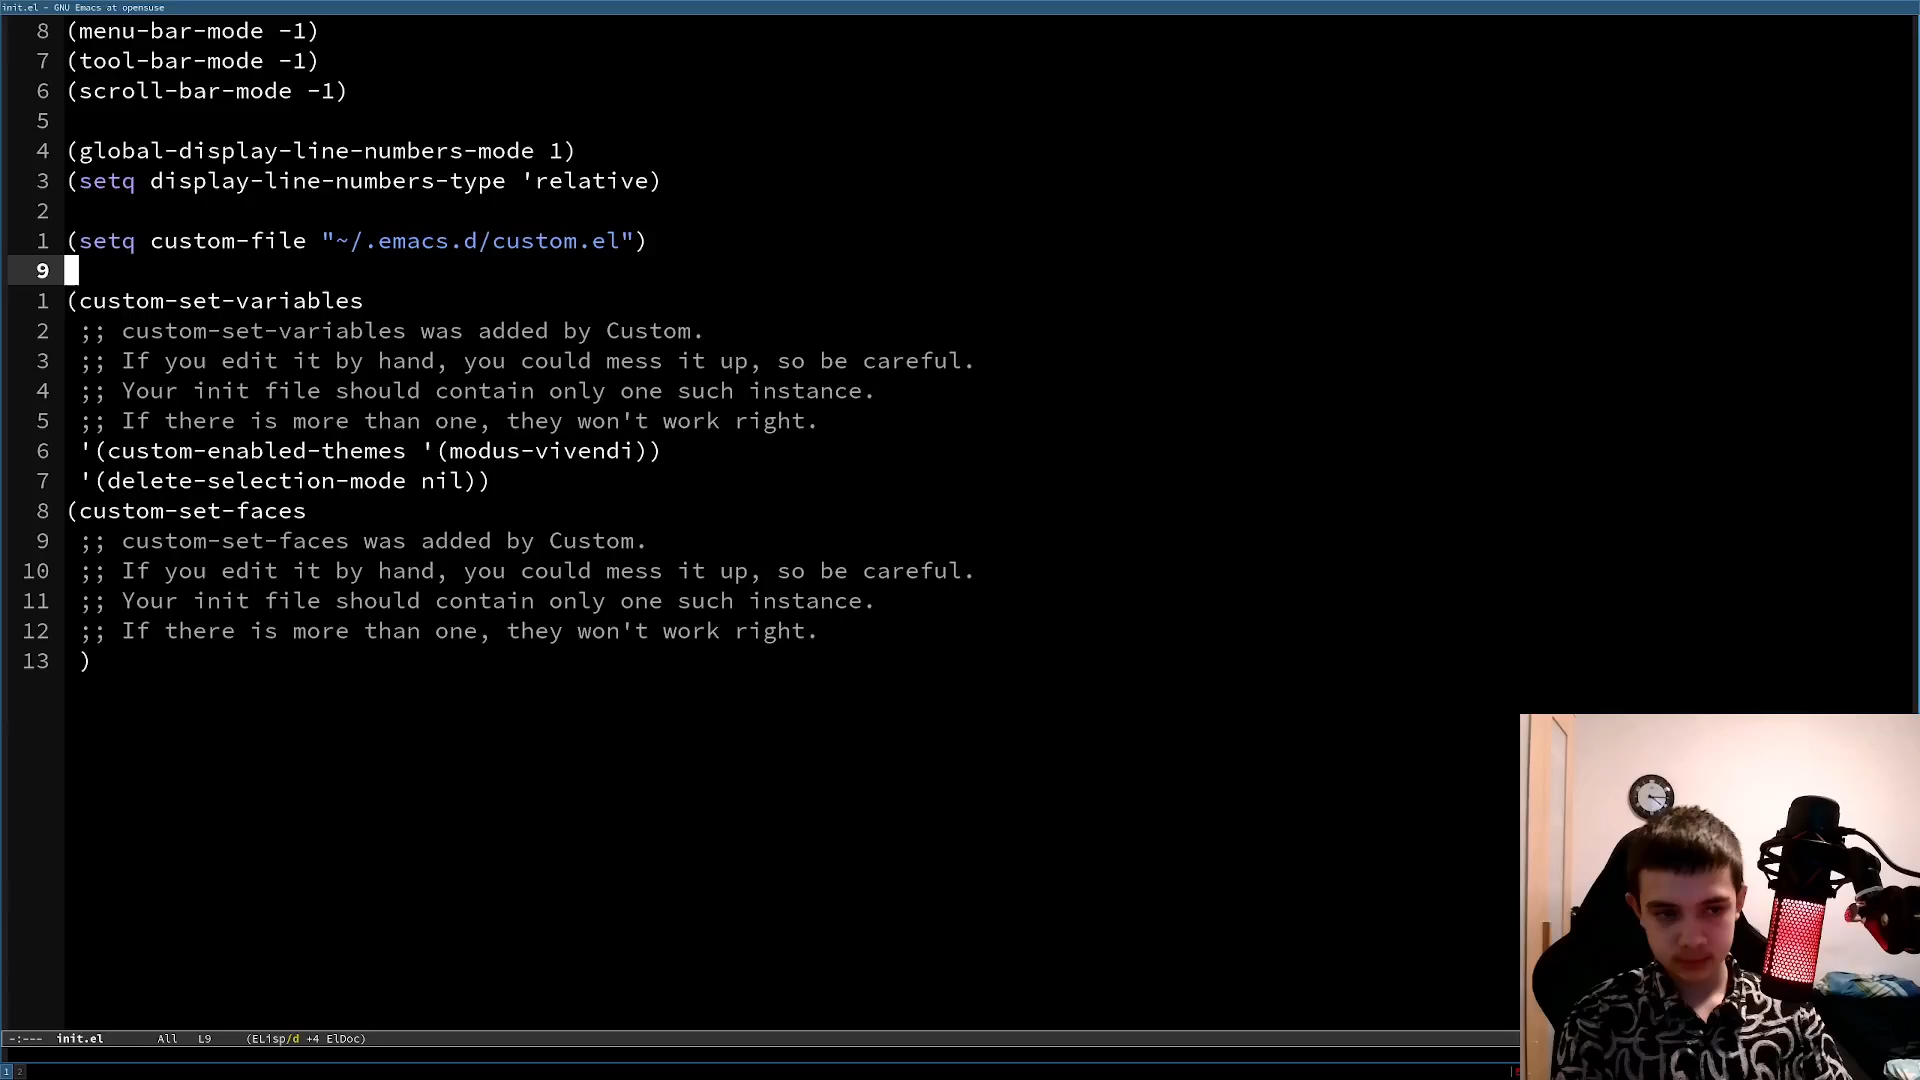 init.el - GNU Emacs at opensuse
8 (menu-bar-mode -1)
7 (tool-bar-mode -1)
6 (scroll-bar-mode -1)
5
4 (global-display-line-numbers-mode 1)
3 (setq display-line-numbers-type 'relative)
2
1 (setq custom-file "~/.emacs.d/custom.el")
9
1 (custom-set-variables
2 ;; custom-set-variables was added by Custom.
3 ;; If you edit it by hand, you could mess it up, so be careful.
4 ;; Your init file should contain only one such instance.
5 ;; If there is more than one, they won't work right.
6 '(custom-enabled-themes '(modus-vivendi))
7 '(delete-selection-mode nil))
8 (custom-set-faces
9 ;; custom-set-faces was added by Custom.
10 ;; If you edit it by hand, you could mess it up, so be careful.
11 ;; Your init file should contain only one such instance.
12 ;; If there is more than one, they won't work right.
13 )
-:--- init.el All L9 (ELisp/d +4 ElDoc)
1 2